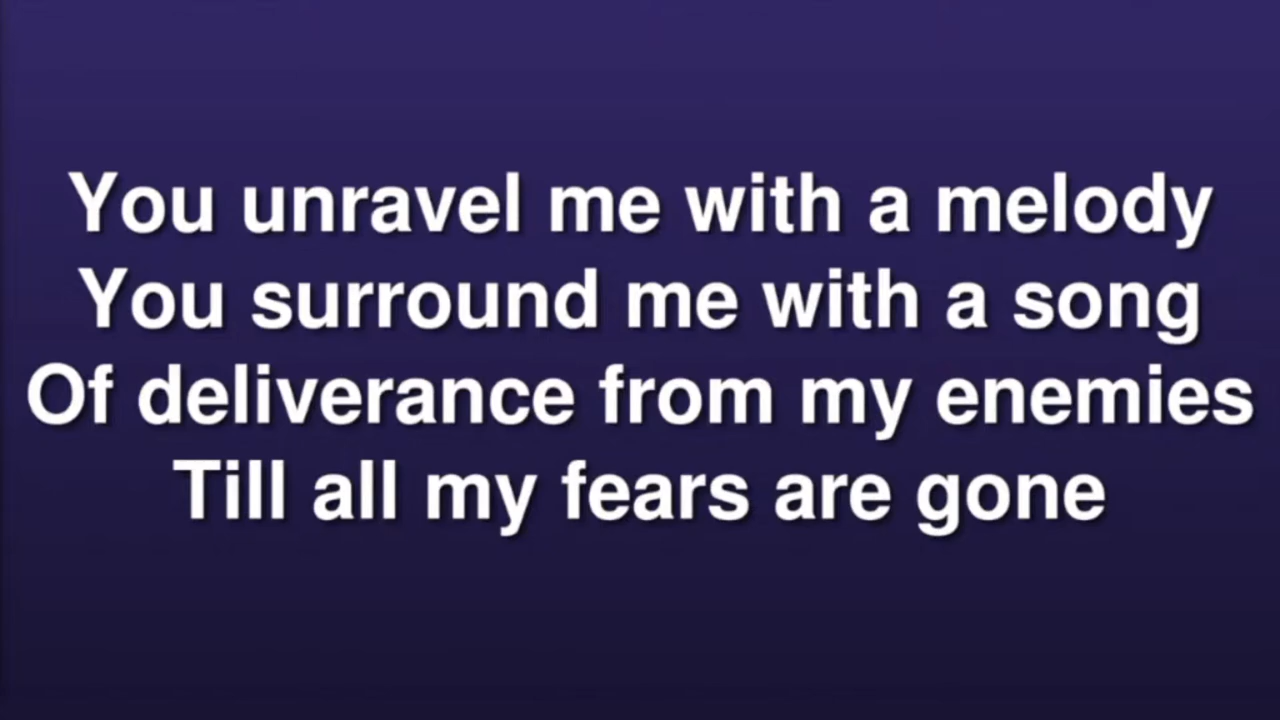 You unravel me with a melody
You surround me with a song
Of deliverance from my enemies
Till all my fears are gone